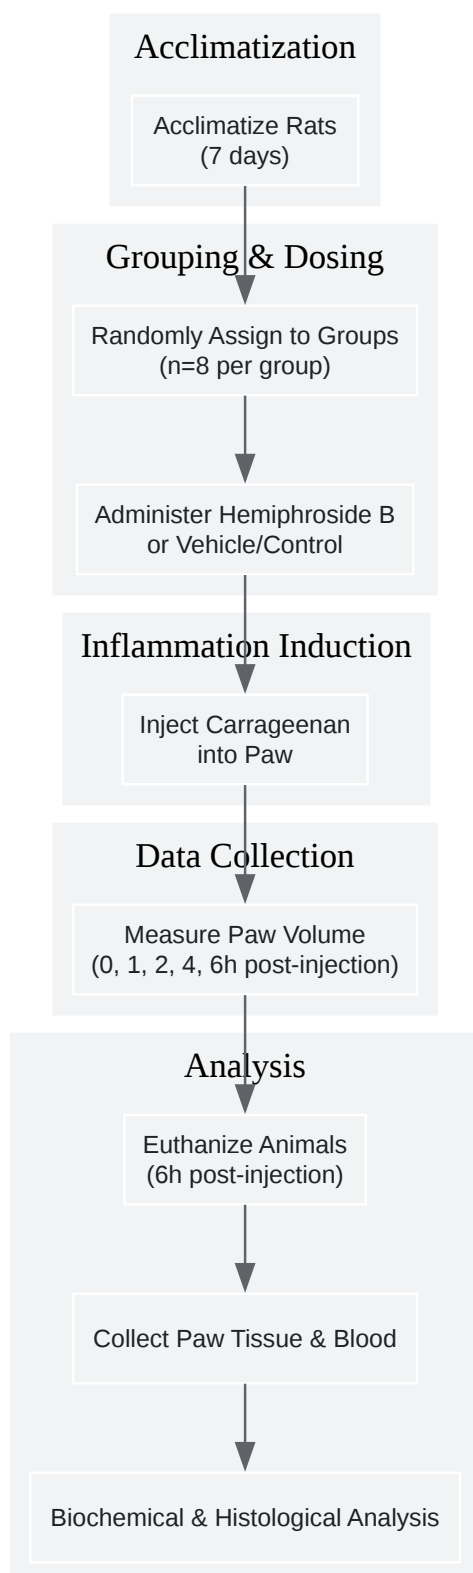 Acclimatization
Acclimatize Rats
(7 days)
Grouping & Dosing
Randomly Assign to Groups
(n=8 per group)
Administer Hemiphroside B
or Vehicle/Control
Inflammation Induction
Inject Carrageenan
into Paw
Data Collection
Measure Paw Volume
(0, 1, 2, 4, 6h post-injection)
Analysis
Euthanize Animals
(6h post-injection)
Collect Paw Tissue & Blood
Biochemical & Histological Analysis